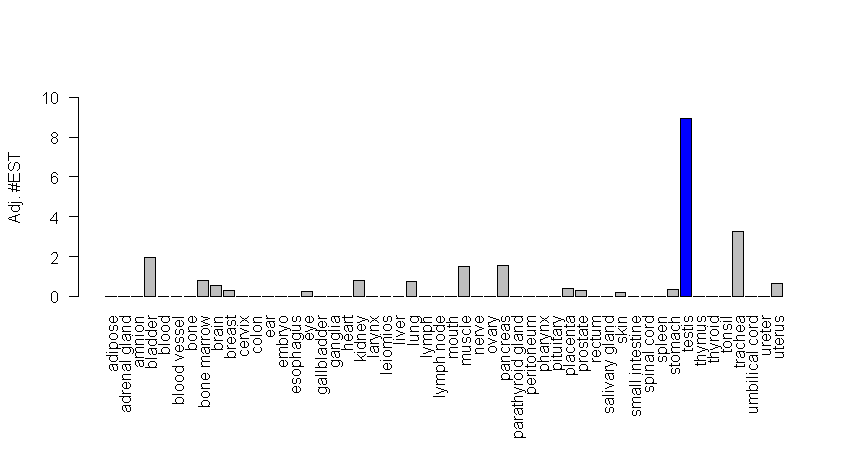 10
8
6
4
2
0
Adj. #EST
adipose
adrenal gland
amnion
bladder
blood
blood vessel
bone
bone marrow
brain
breast
cervix
colon
ear
embryo
esophagus
eye
gallbladder
ganglia
heart
kidney
larynx
leiomios
liver
lung
lymph
lymph node
mouth
muscle
nerve
ovary
pancreas
parathyroid gland
peritoneum
pharynx
pituitary
placenta
prostate
rectum
salivary gland
skin
small intestine
spinal cord
spleen
stomach
testis
thymus
thyroid
tonsil
trachea
umbilical cord
ureter
uterus